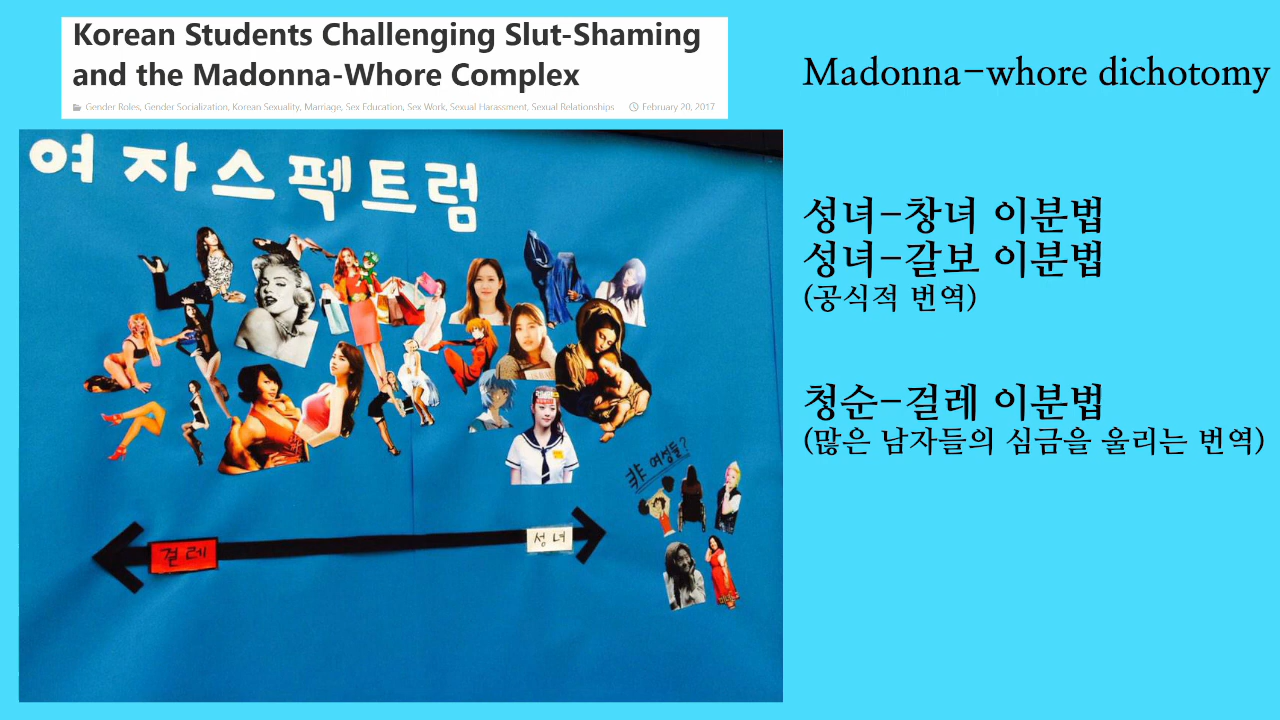 Korean Students Challenging Slut-Shaming
and the Madonna-Whore Complex
Gender Roles, Gender Socialization, Korean Sexuality, Marriage, Sex Education, Sex Work, Sexual Harassment, Sexual Relationships February 20, 2017
여자스펙트럼
非 여성들?
걸레
성녀
Madonna-whore dichotomy
성녀-창녀 이분법
성녀-갈보 이분법
(공식적 번역)
청순-걸레 이분법
(많은 남자들의 심금을 울리는 번역)